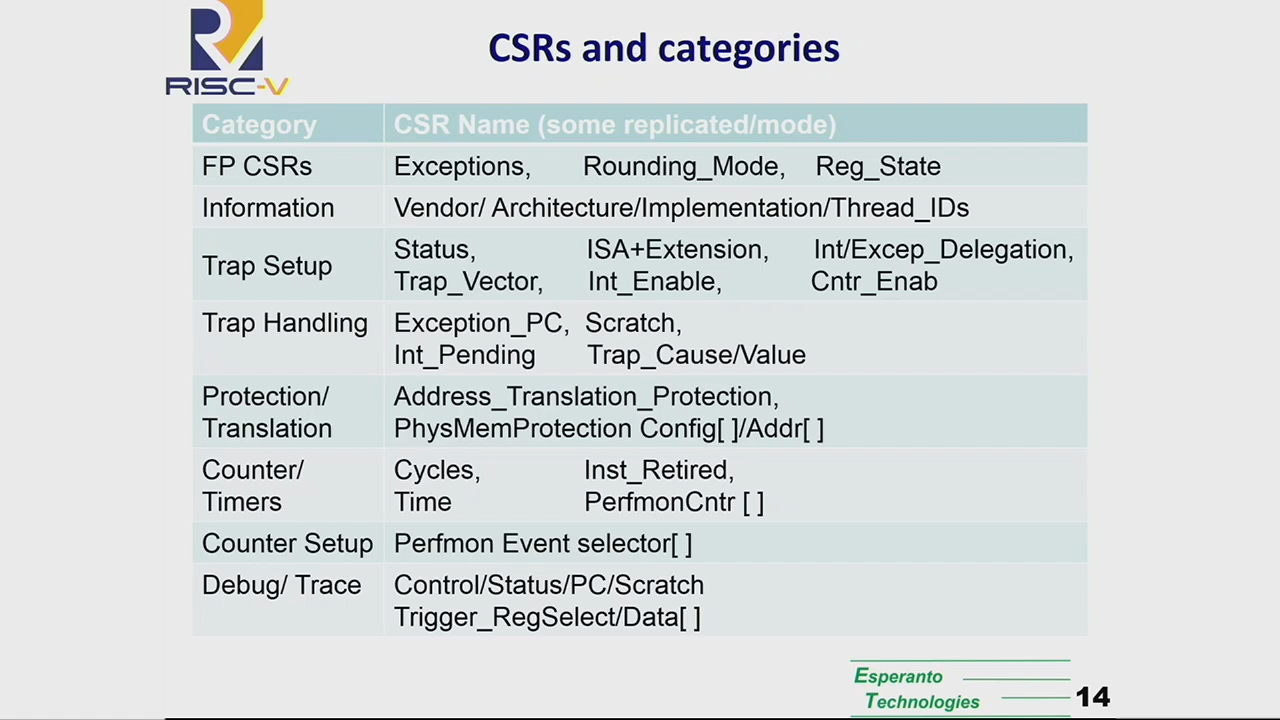 RISC-V
CSRs and categories
Category CSR Name (some replicated/mode)
FP CSRs Exceptions, Rounding_Mode, Reg_State
Information Vendor/ Architecture/Implementation/Thread_IDs
Trap Setup Status, ISA+Extension, Int/Excep_Delegation,
Trap_Vector, Int_Enable, Cntr_Enab
Trap Handling Exception_PC, Scratch,
Int_Pending Trap_Cause/Value
Protection/ Address_Translation_Protection,
Translation PhysMemProtection Config[ ]/Addr[ ]
Counter/ Cycles, Inst_Retired,
Timers Time PerfmonCntr [ ]
Counter Setup Perfmon Event selector[ ]
Debug/ Trace Control/Status/PC/Scratch
Trigger_RegSelect/Data[ ]
Esperanto
Technologies 14